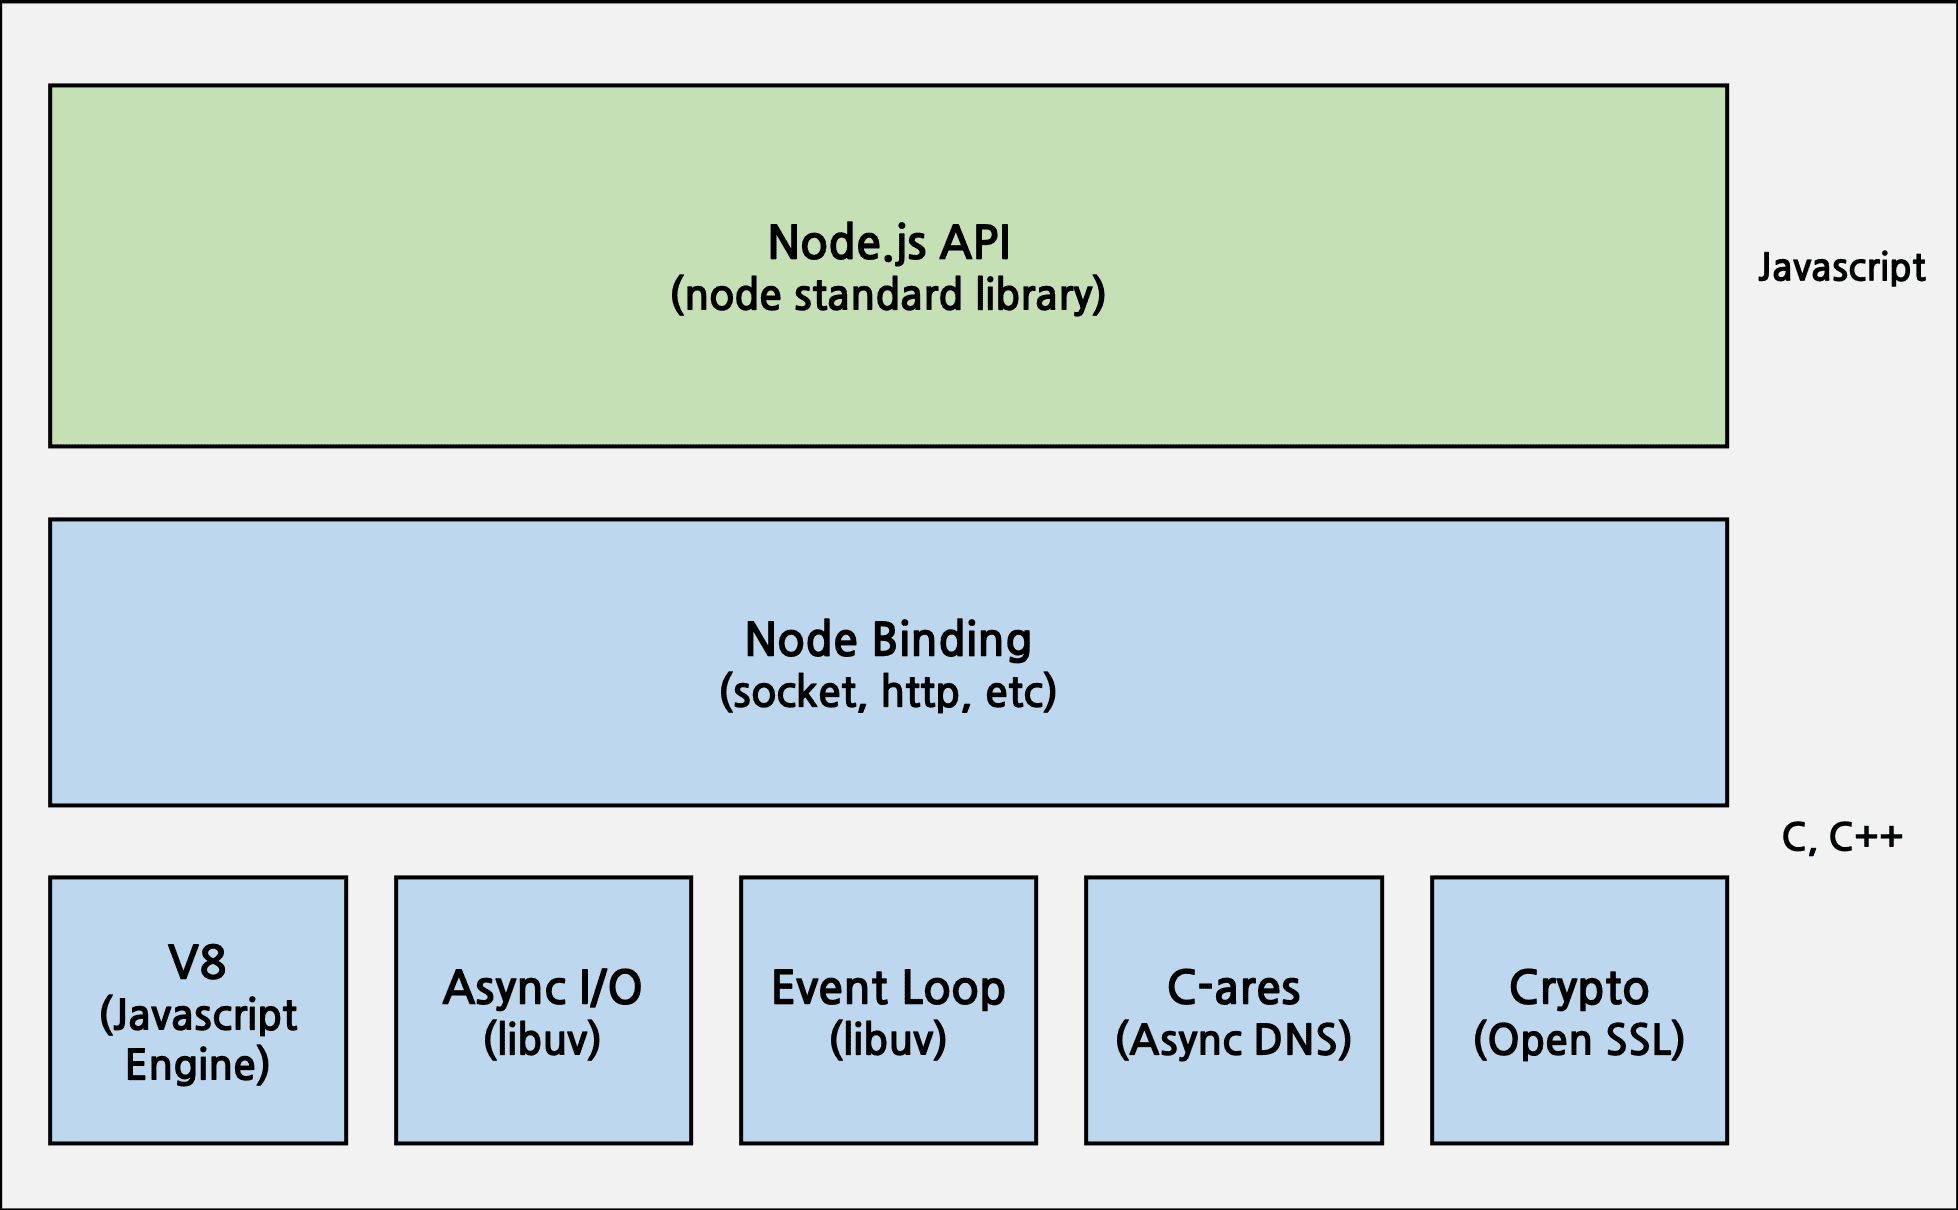 Node.js API
(node standard library)
Javascript
Node Binding
(socket, http, etc)
C, C++
V8
(Javascript
Engine)
Async I/O
(libuv)
Event Loop
(libuv)
C-ares
(Async DNS)
Crypto
(Open SSL)